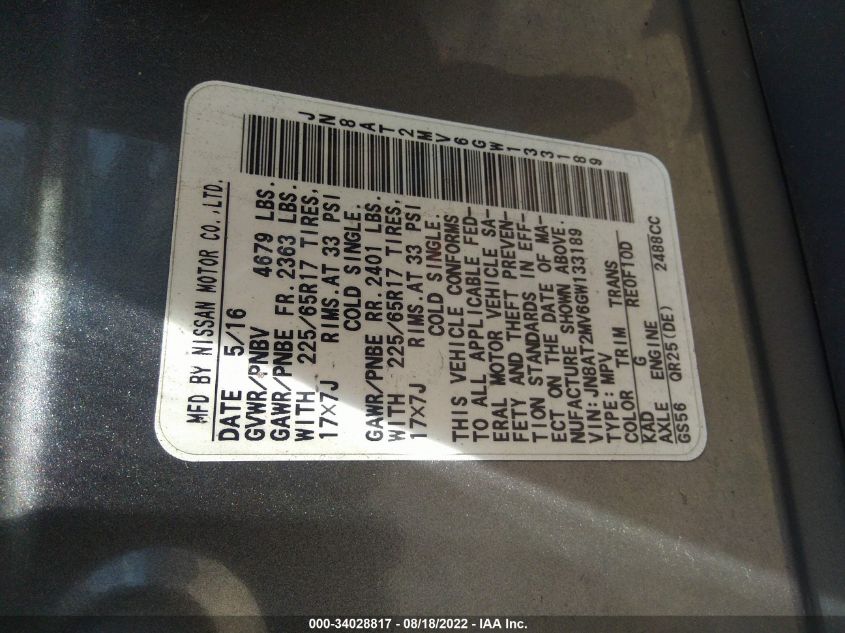 JN8AT2MV6GW133189
MFD BY NISSAN MOTOR CO.,LTD.
DATE 5/16
GVWR/PNBV 4679 LBS.
GAWR/PNBE FR.2363 LBS.
WITH 225/65R17 TIRES,
17X7J RIMS.AT 33 PSI
COLD SINGLE.
GAWR/PNBE RR.2401 LBS.
WITH 225/65R17 TIRES,
17X7J RIMS.AT 33 PSI
COLD SINGLE.
THIS VEHICLE CONFORMS
TO ALL APPLICABLE FED-
ERAL MOTOR VEHICLE SA-
FETY AND THEFT PREVEN-
TION STANDARDS IN EFF-
ECT ON THE DATE OF MA-
NUFACTURE SHOWN ABOVE.
VIN:JN8AT2MV6GW133189
TYPE:MPV
COLOR TRIM TRANS
KAD G RE0F10D
AXLE ENGINE
GS56 QR25(DE) 2488CC
000-34028817 - 08/18/2022 - IAA Inc.